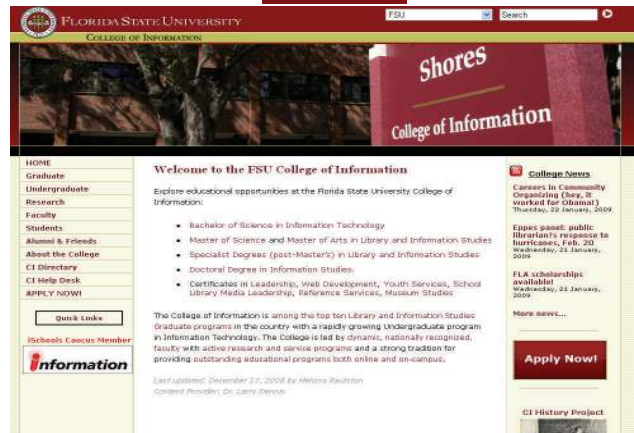 FLORIDA STATE UNIVERSITY
FSU
Search
COLLEGE OF INFORMATION
Shores
College of Information
HOME
Graduate
Undergraduate
Research
Faculty
Students
Alumni & Friends
About the College
CI Directory
CI Help Desk
APPLY NOW!
Quick Links
iSchools Caucus Member
information
Welcome to the FSU College of Information
Explore educational opportunities at the Florida State University College of
Information:
Bachelor of Science in Information Technology
Master of Science and Master of Arts in Library and Information Studies
Specialist Degrees (post-Master's) in Library and Information Studies
Doctoral Degree in Information Studies.
Certificates in Leadership, Web Development, Youth Services, School
Library Media Leadership, Reference Services, Museum Studies
The College of Information is among the top ten Library and Information Studies
Graduate programs in the country with a rapidly growing Undergraduate program
in Information Technology. The College is led by dynamic, nationally recognized,
faculty with active research and service programs and a strong tradition for
providing outstanding educational programs both online and on-campus.
Last updated: December 17, 2008 by Melissa
Content Provider: Dr. Larry Dennis
College News
Careers in Community
Organizing (hey, it
worked for Obama!)
Thursday, 22 January, 2009
Eppes panel: public
librarian's response to
hurricanes, Feb. 20
Wednesday, 21 January,
2009
FLA scholarships
available!
Wednesday, 21 January,
2009
More news...
Apply Now!
CI History Project